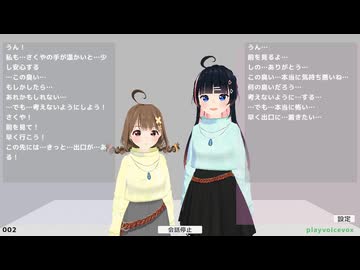 うん！
私も…さくやの手が温かいと…少
し安心する
…この臭い…
もしかしたら…
あれかもしれない…
…でも…考えないようにしよう！
さくや！
前を見て！
早く行こう！
この先には…きっと…出口が…あ
る！
うん…
前を見るよ…
しの…ありがとう…
この臭い…本当に気持ち悪いね…
何の臭いだろう…
考えないように…する…
でも…本当に怖い…
早く出口に…着きたい…
設定
002
会話停止
playvoicevox